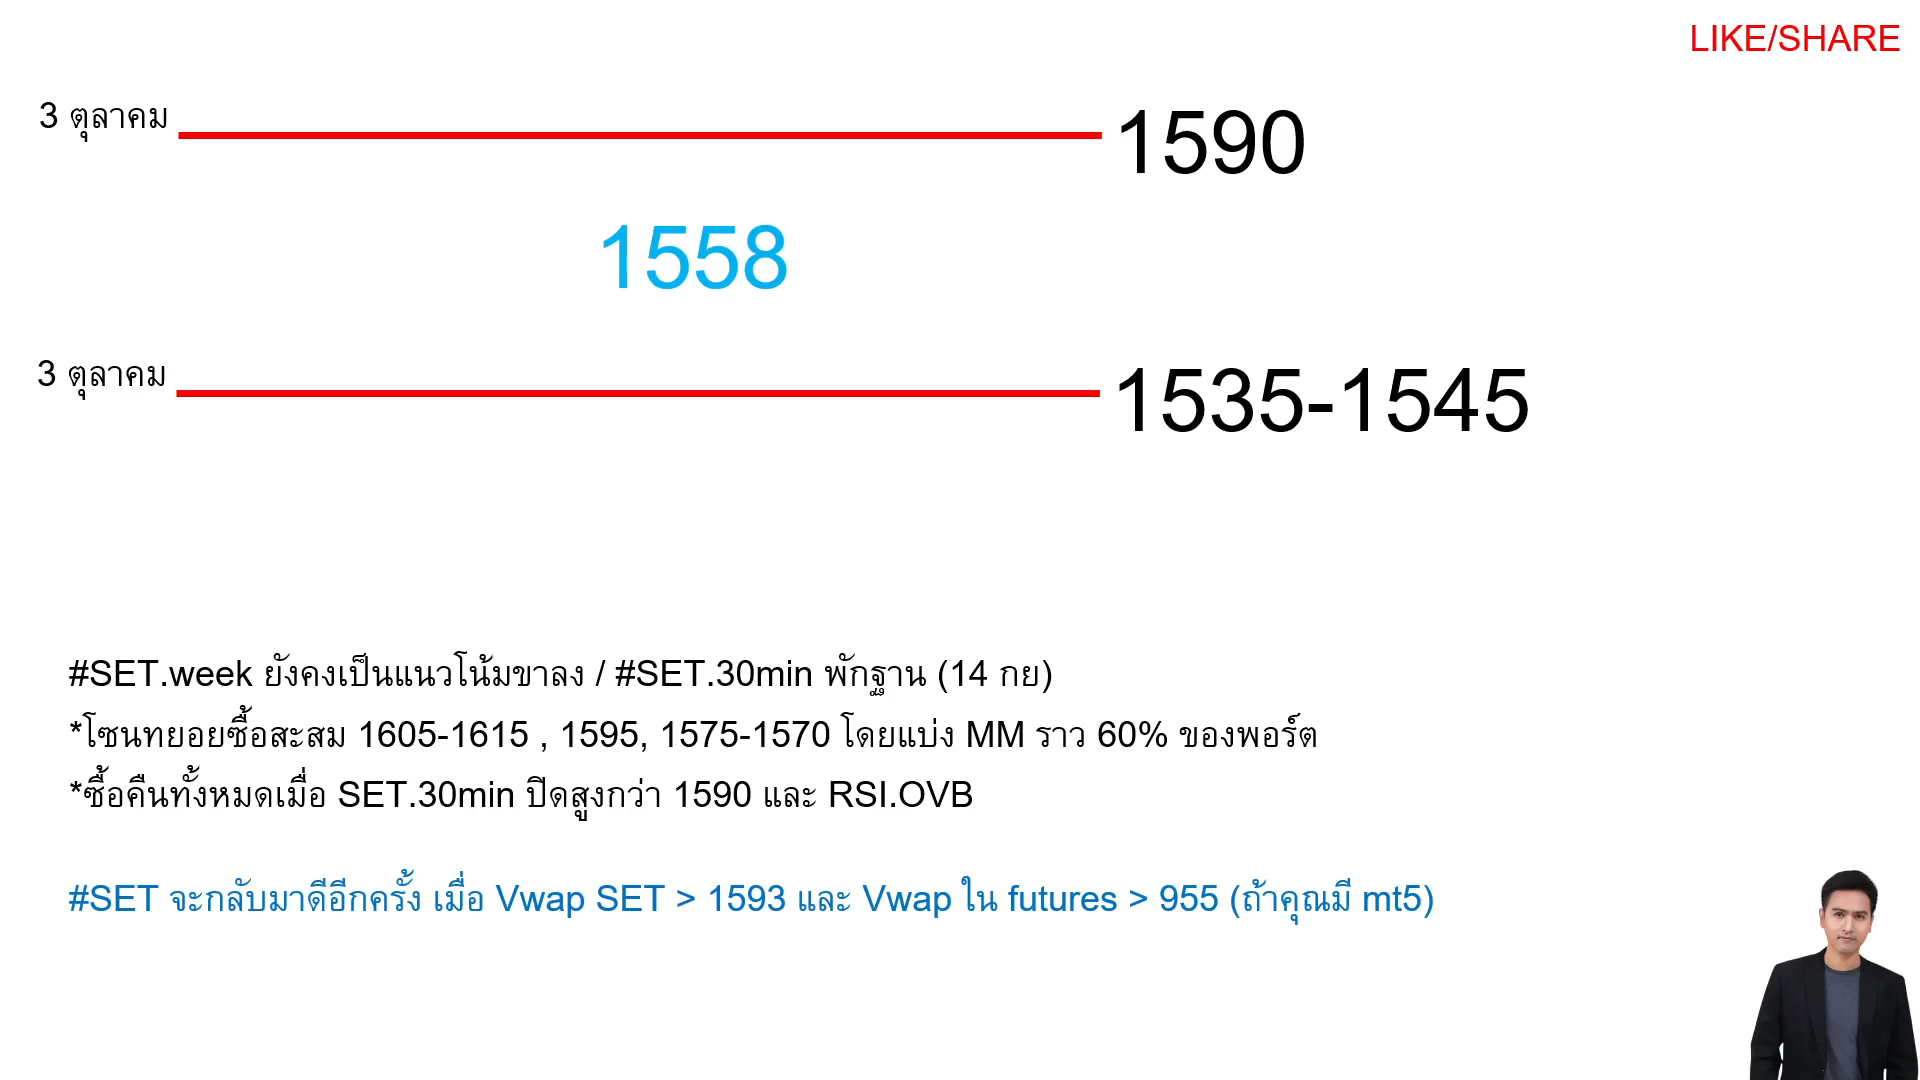 LIKE/SHARE
3 ตุลาคม
1590
1558
3 ตุลาคม
1535-1545
#SET.week ยังคงเป็นแนวโน้มขาลง / #SET.30min พักฐาน (14 กย)
*โซนทยอยซื้อสะสม 1605-1615 , 1595, 1575-1570 โดยแบ่ง MM ราว 60% ของพอร์ต
*ซื้อคืนทั้งหมดเมื่อ SET.30min ปิดสูงกว่า 1590 และ RSI.OVB
#SET จะกลับมาดีอีกครั้ง เมื่อ Vwap SET > 1593 และ Vwap ใน futures > 955 (ถ้าคุณมี mt5)